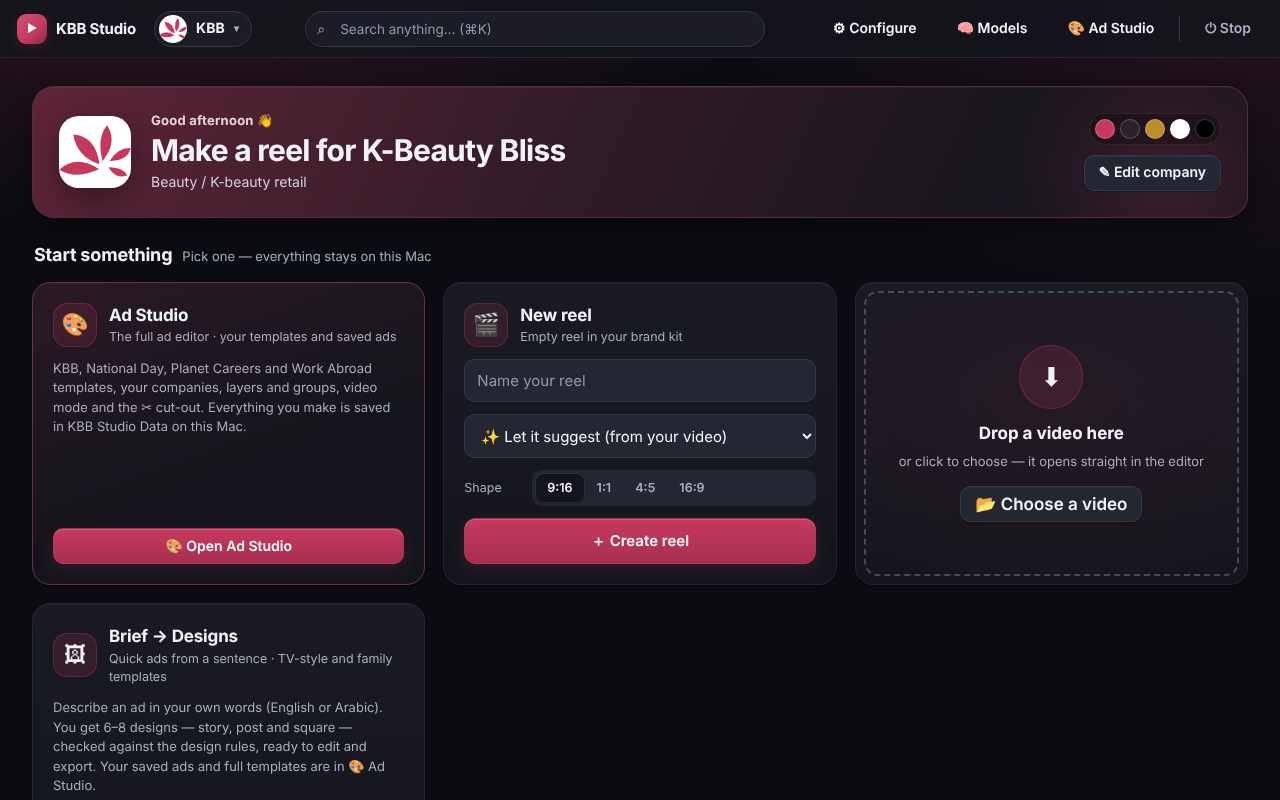 KBB Studio
KBB
Search anything... (⌘K)
⚙ Configure
🧠 Models
🎨 Ad Studio
Stop
Good afternoon 👋
Make a reel for K-Beauty Bliss
Beauty / K-beauty retail
✎ Edit company
Start something
Pick one — everything stays on this Mac
Ad Studio
The full ad editor · your templates and saved ads
KBB, National Day, Planet Careers and Work Abroad
templates, your companies, layers and groups, video
mode and the ✂ cut-out. Everything you make is saved
in KBB Studio Data on this Mac.
🎨 Open Ad Studio
New reel
Empty reel in your brand kit
Name your reel
✨ Let it suggest (from your video)
Shape
9:16
1:1
4:5
16:9
+ Create reel
Drop a video here
or click to choose — it opens straight in the editor
📂 Choose a video
Brief → Designs
Quick ads from a sentence · TV-style and family
templates
Describe an ad in your own words (English or Arabic).
You get 6–8 designs — story, post and square —
checked against the design rules, ready to edit and
export. Your saved ads and full templates are in 🎨 Ad
Studio.